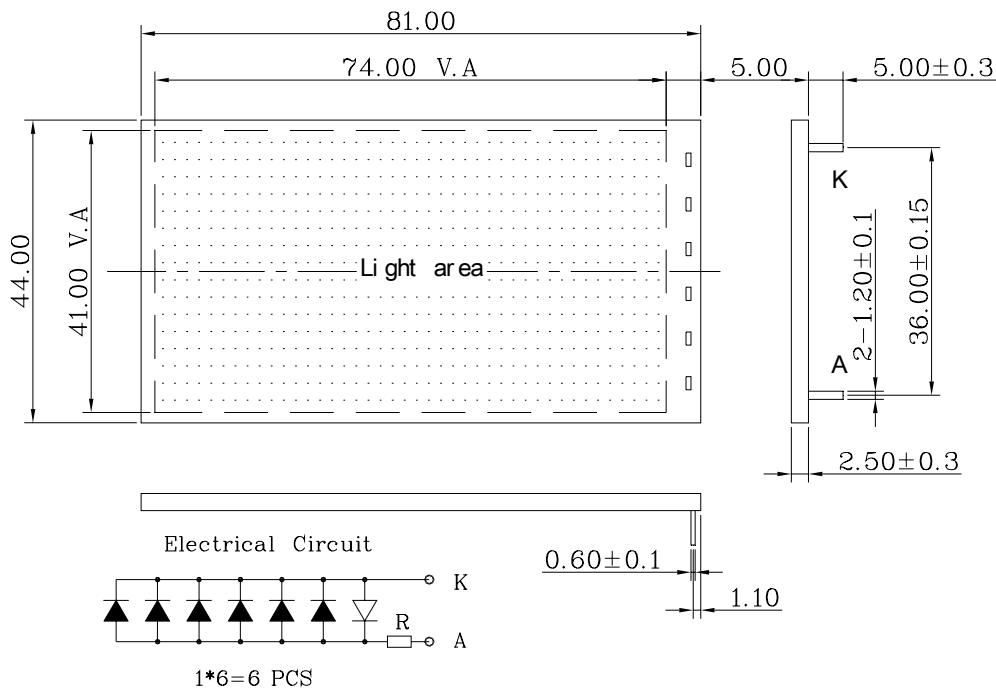 81.00
74.00 V.A
5.00
5.00±0.3
44.00
41.00 V.A
Light area
K
A
2-1.20±0.1
36.00±0.15
2.50±0.3
Electrical Circuit
0.60±0.1
1.10
K
R
A
1*6=6 PCS